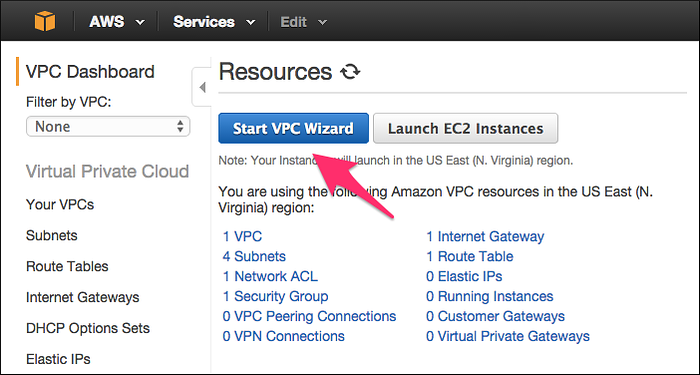 AWS Services Edit
VPC Dashboard
Filter by VPC:
None
Virtual Private Cloud
Your VPCs
Subnets
Route Tables
Internet Gateways
DHCP Options Sets
Elastic IPs
Resources
Start VPC Wizard Launch EC2 Instances
Note: Your Instances will launch in the US East (N. Virginia) region.
You are using the following Amazon VPC resources in the US East (N.
Virginia) region:
1 VPC 1 Internet Gateway
4 Subnets 1 Route Table
1 Network ACL 0 Elastic IPs
1 Security Group 0 Running Instances
0 VPC Peering Connections 0 Customer Gateways
0 VPN Connections 0 Virtual Private Gateways